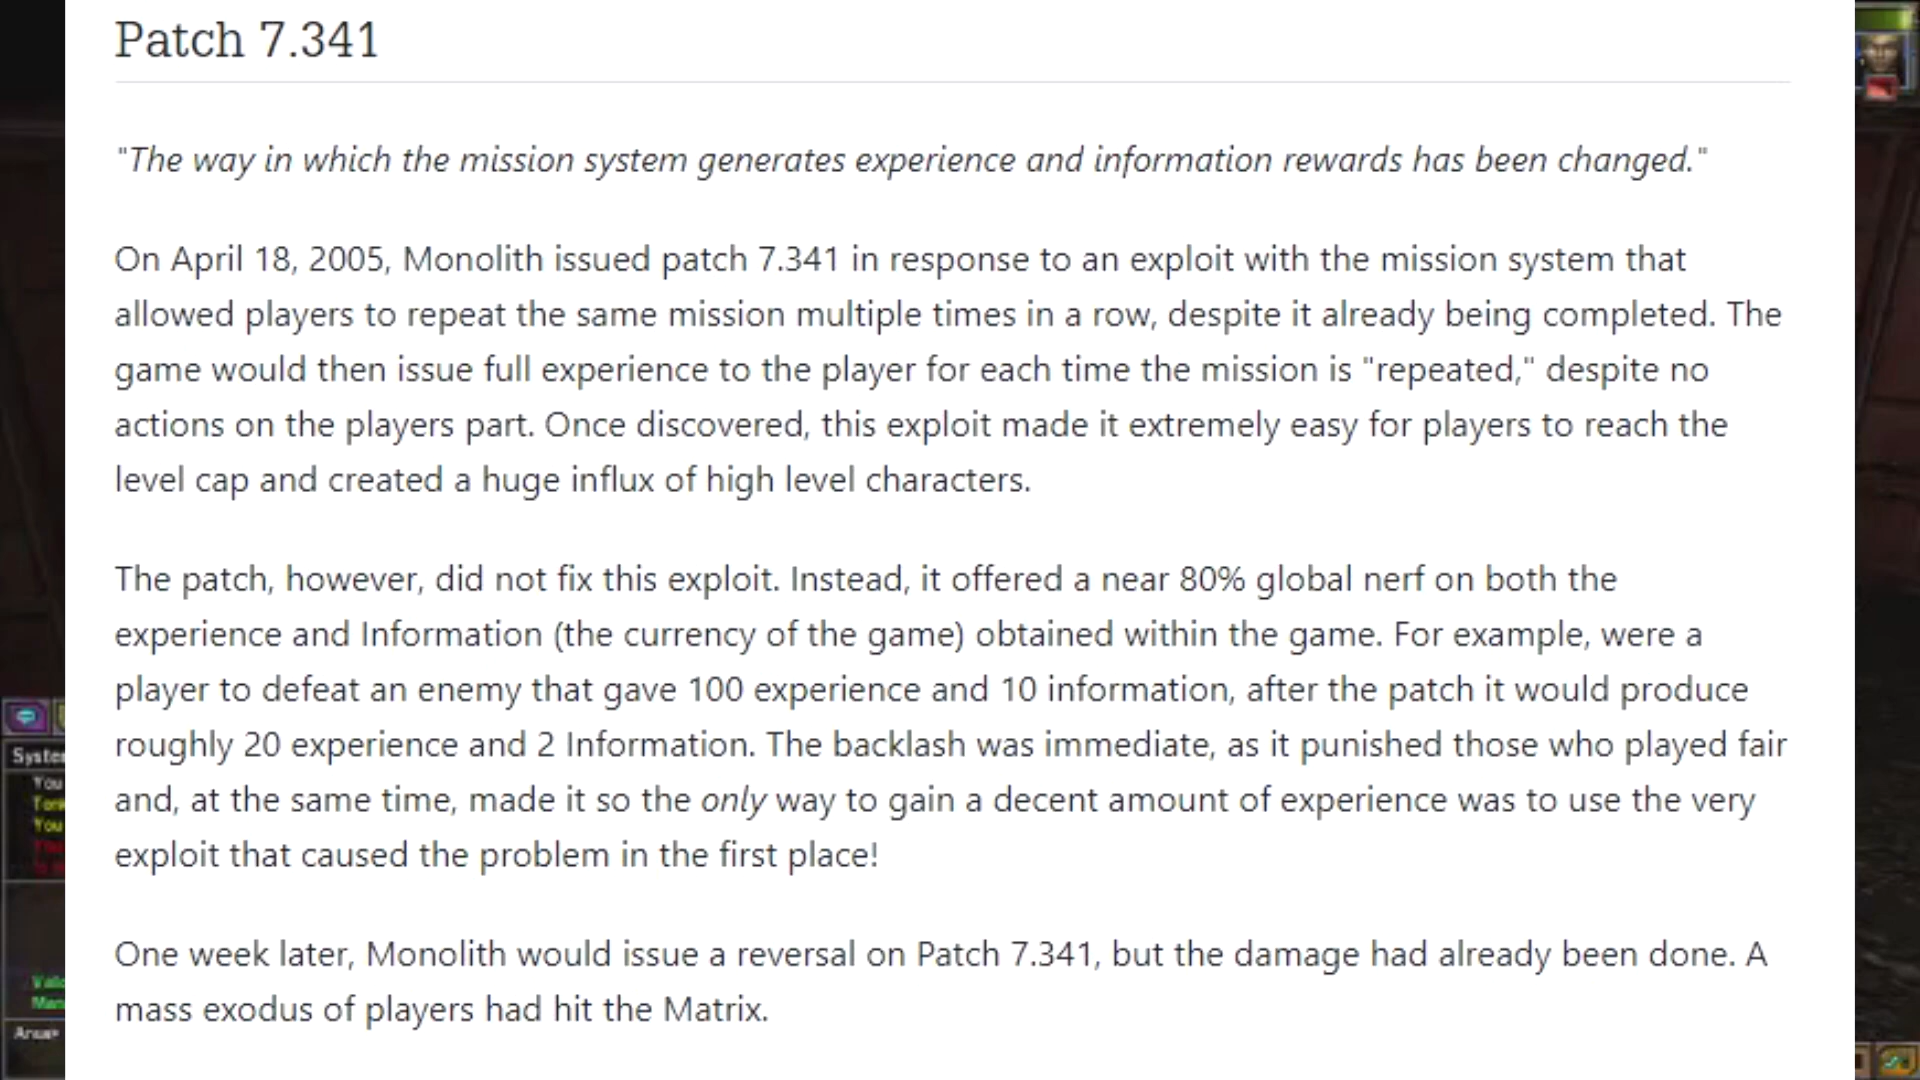 Patch 7.341
"The way in which the mission system generates experience and information rewards has been changed."
On April 18, 2005, Monolith issued patch 7.341 in response to an exploit with the mission system that
allowed players to repeat the same mission multiple times in a row, despite it already being completed. The
game would then issue full experience to the player for each time the mission is "repeated," despite no
actions on the players part. Once discovered, this exploit made it extremely easy for players to reach the
level cap and created a huge influx of high level characters.
The patch, however, did not fix this exploit. Instead, it offered a near 80% global nerf on both the
experience and Information (the currency of the game) obtained within the game. For example, were a
player to defeat an enemy that gave 100 experience and 10 information, after the patch it would produce
roughly 20 experience and 2 Information. The backlash was immediate, as it punished those who played fair
and, at the same time, made it so the only way to gain a decent amount of experience was to use the very
exploit that caused the problem in the first place!
One week later, Monolith would issue a reversal on Patch 7.341, but the damage had already been done. A
mass exodus of players had hit the Matrix.
You
You